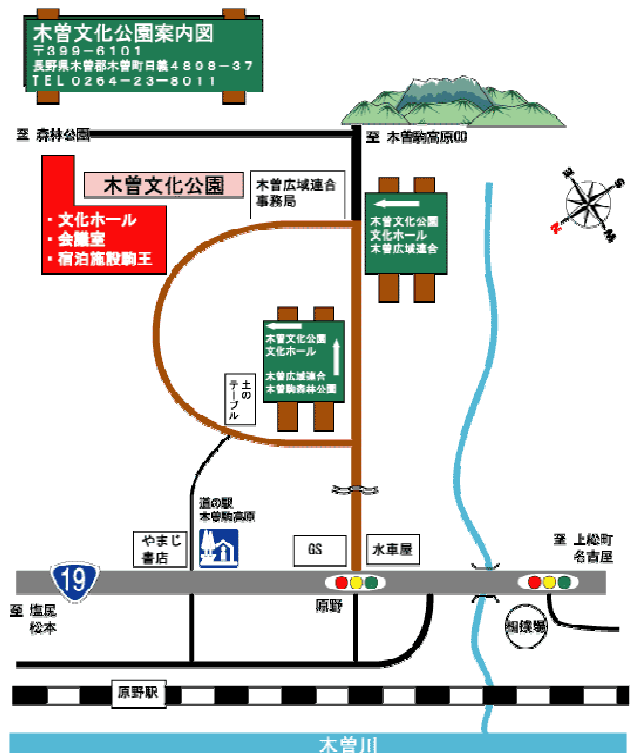 木曽文化公園案内図
〒399-6101
長野県木曽郡木曽町日義4808-37
TEL 0264-23-8011
至 森林公園
至 木曽駒高原CC
木曽文化公園
木曽広域連合
事務局
・文化ホール
・会議室
・宿泊施設駒王
木曽文化公園
文化ホール
木曽広域連合
E
S
N
W
木曽文化公園
文化ホール
木曽広域連合
木曽駒森林公園
土の
テーブル
道の駅
木曽駒高原
やまじ
書店
GS
水車屋
至 上松町
名古屋
19
原野
至 塩尻
松本
相撲場
原野駅
木曽川